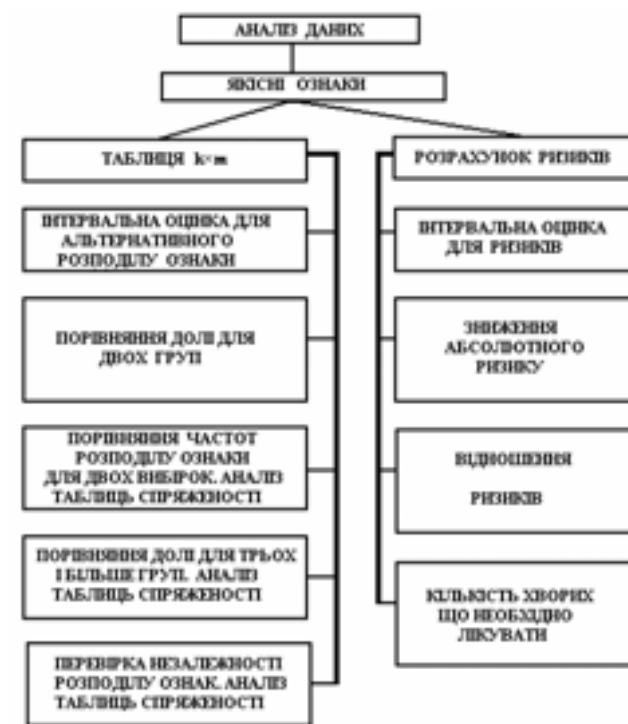 АНАЛІЗ ДАНИХ
ЯКІСНІ ОЗНАКИ
ТАБЛИЦЯ k×m
ІНТЕРВАЛЬНА ОЦІНКА ДЛЯ
АЛЬТЕРНАТИВНОГО
РОЗПОДІЛУ ОЗНАКИ
ПОРІВНЯННЯ ДОЛІ ДЛЯ
ДВОХ ГРУП
ПОРІВНЯННЯ ЧАСТОТ
РОЗПОДІЛУ ОЗНАКИ
ДЛЯ ДВОХ ВИБІРОК. АНАЛІЗ
ТАБЛИЦЬ СПРЯЖЕНОСТІ
ПОРІВНЯННЯ ДОЛІ ДЛЯ ТРЬОХ
І БІЛЬШЕ ГРУП. АНАЛІЗ
ТАБЛИЦЬ СПРЯЖЕНОСТІ
ПЕРЕВІРКА НЕЗАЛЕЖНОСТІ
РОЗПОДІЛУ ОЗНАК. АНАЛІЗ
ТАБЛИЦЬ СПРЯЖЕНОСТІ
РОЗРАХУНОК РИЗИКІВ
ІНТЕРВАЛЬНА ОЦІНКА
ДЛЯ РИЗИКІВ
ЗНИЖЕННЯ
АБСОЛЮТНОГО
РИЗИКУ
ВІДНОШЕННЯ
РИЗИКІВ
КІЛЬКІСТЬ ХВОРИХ
ЩО НЕОБХІДНО
ЛІКУВАТИ